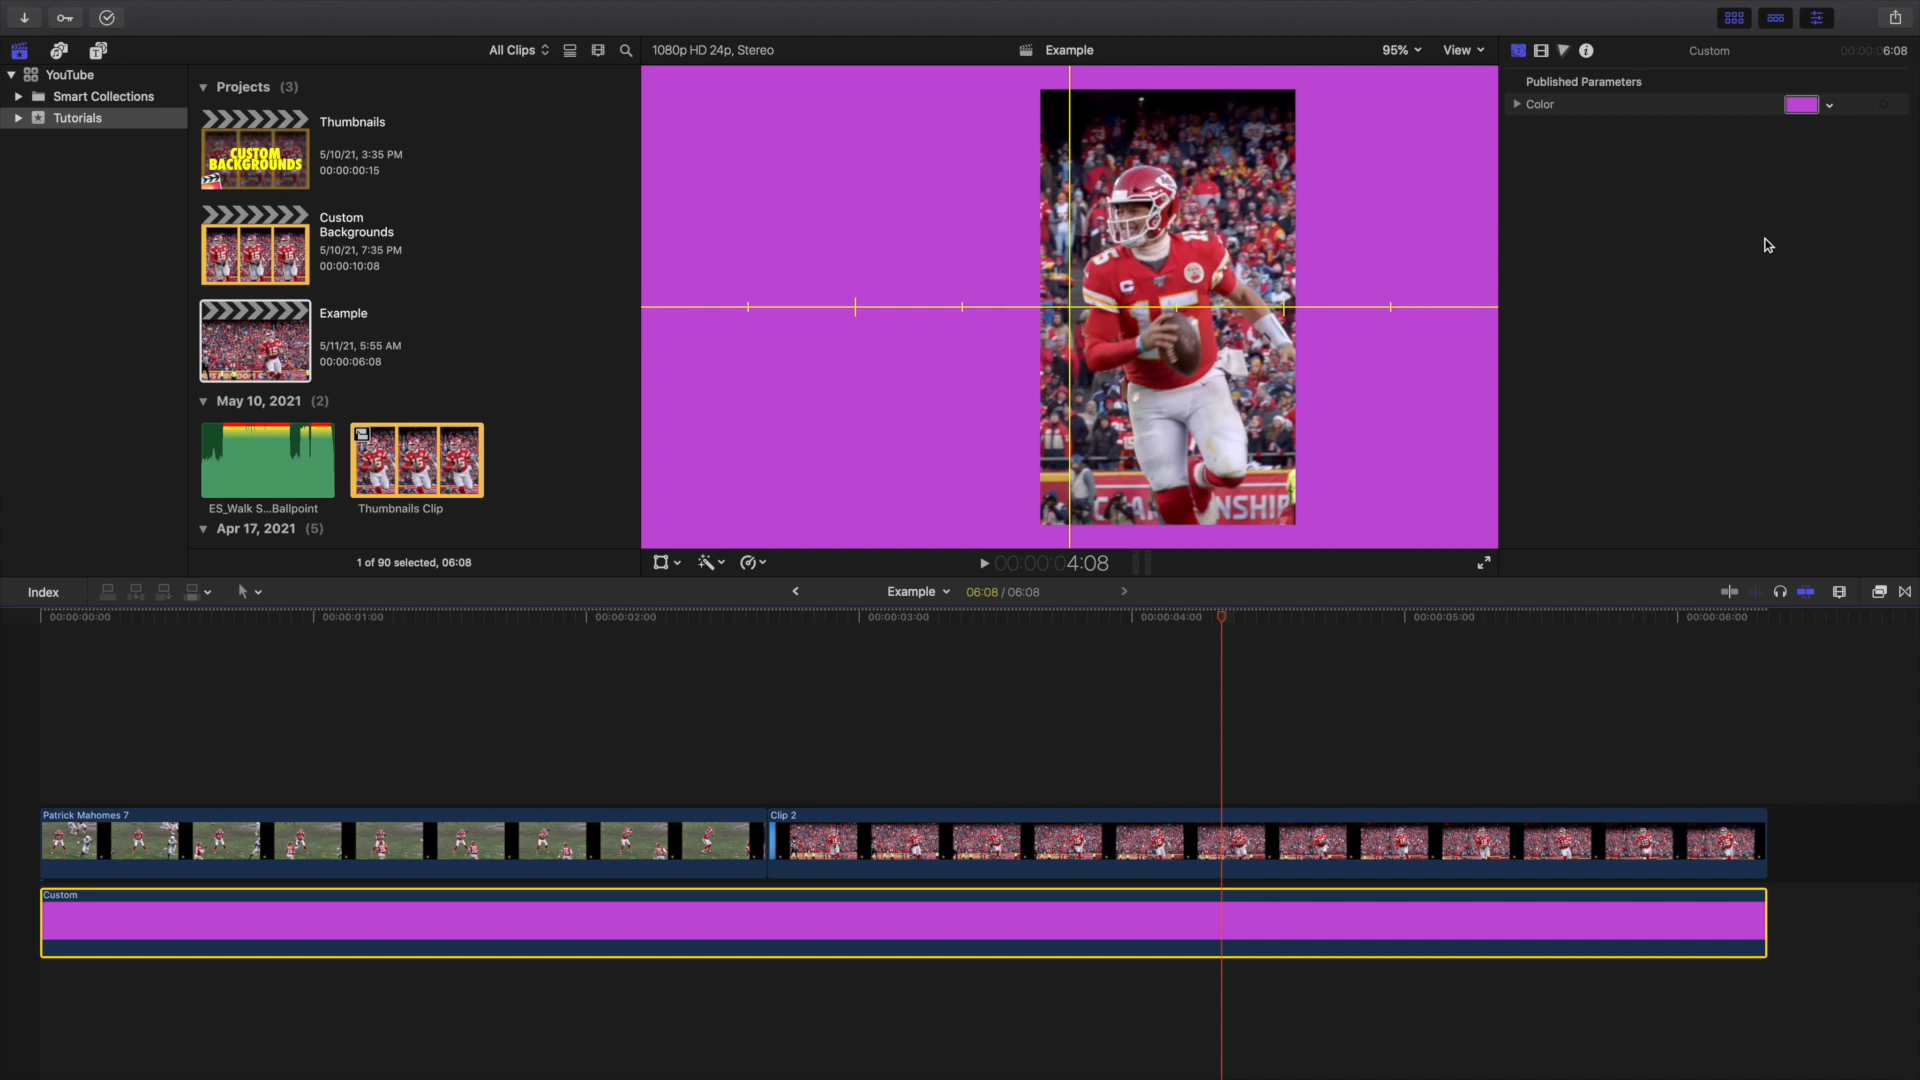 All Clips
1080p HD 24p, Stereo
Example
95%
View
Custom
00:00:06:08
YouTube
Smart Collections
Tutorials
Projects (3)
CUSTOM
BACKGROUNDS
Thumbnails
5/10/21, 3:35 PM
00:00:00:15
Custom
Backgrounds
5/10/21, 7:35 PM
00:00:10:08
Example
5/11/21, 5:55 AM
00:00:06:08
May 10, 2021 (2)
ES_Walk S...Ballpoint
Thumbnails Clip
Apr 17, 2021 (5)
1 of 90 selected, 06:08
15
NSHIP
Published Parameters
Color
00:00:04:08
Index
Example
06:08 / 06:08
00:00:00:00
00:00:01:00
00:00:02:00
00:00:03:00
00:00:04:00
00:00:05:00
00:00:06:00
Patrick Mahomes 7
Clip 2
Custom